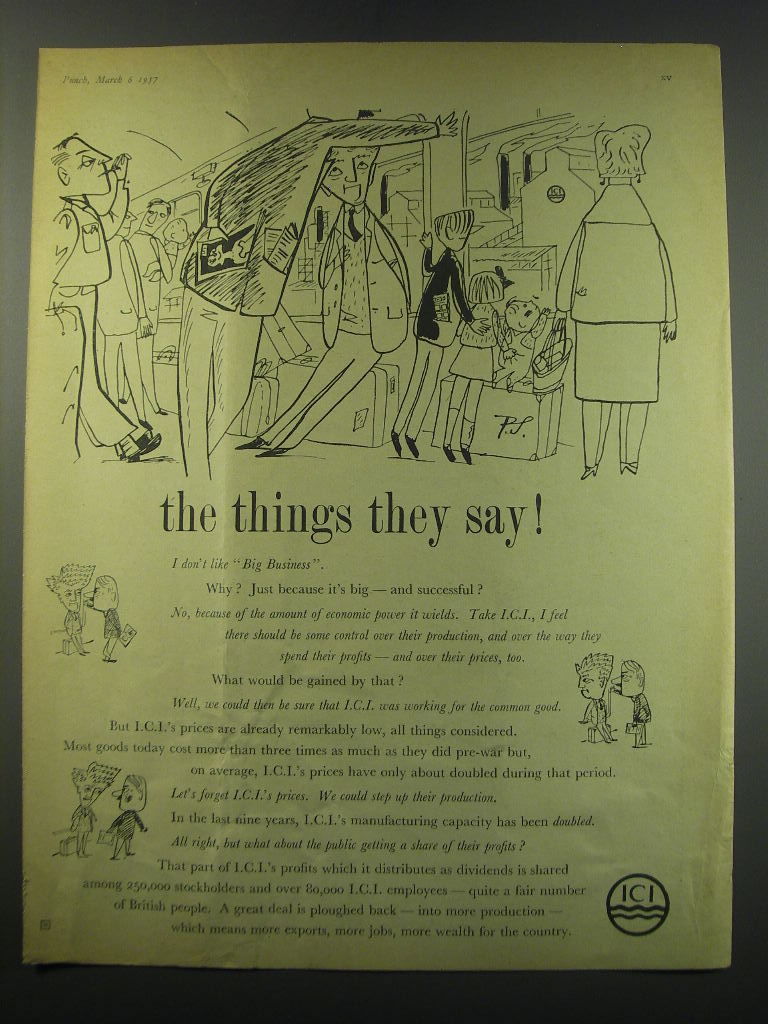 Punch, March 6 1957
xv
ICI
P.S.
the things they say!
I don't like "Big Business".
Why? Just because it's big — and successful?
No, because of the amount of economic power it wields. Take I.C.I., I feel
there should be some control over their production, and over the way they
spend their profits — and over their prices, too.
What would be gained by that?
Well, we could then be sure that I.C.I. was working for the common good.
But I.C.I.'s prices are already remarkably low, all things considered.
Most goods today cost more than three times as much as they did pre-war but,
on average, I.C.I.'s prices have only about doubled during that period.
Let's forget I.C.I.'s prices. We could step up their production.
In the last nine years, I.C.I.'s manufacturing capacity has been doubled.
All right, but what about the public getting a share of their profits?
That part of I.C.I.'s profits which it distributes as dividends is shared
among 250,000 stockholders and over 80,000 I.C.I. employees — quite a fair number
of British people. A great deal is ploughed back — into more production —
which means more exports, more jobs, more wealth for the country.
ICI